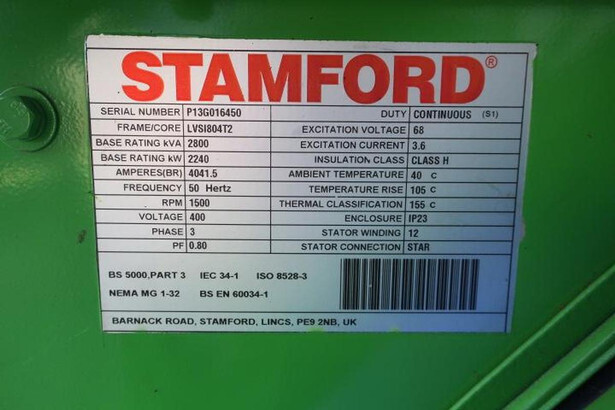 STAMFORD®
SERIAL NUMBER P13G016450 DUTY CONTINUOUS (S1)
FRAME/CORE LVSI804T2 EXCITATION VOLTAGE 68
BASE RATING kVA 2800 EXCITATION CURRENT 3.6
BASE RATING kW 2240 INSULATION CLASS CLASS H
AMPERES(BR) 4041.5 AMBIENT TEMPERATURE 40 C
FREQUENCY 50 Hertz TEMPERATURE RISE 105 C
RPM 1500 THERMAL CLASSIFICATION 155 C
VOLTAGE 400 ENCLOSURE IP23
PHASE 3 STATOR WINDING 12
PF 0.80 STATOR CONNECTION STAR
BS 5000,PART 3 IEC 34-1 ISO 8528-3
NEMA MG 1-32 BS EN 60034-1
BARNACK ROAD, STAMFORD, LINCS, PE9 2NB, UK